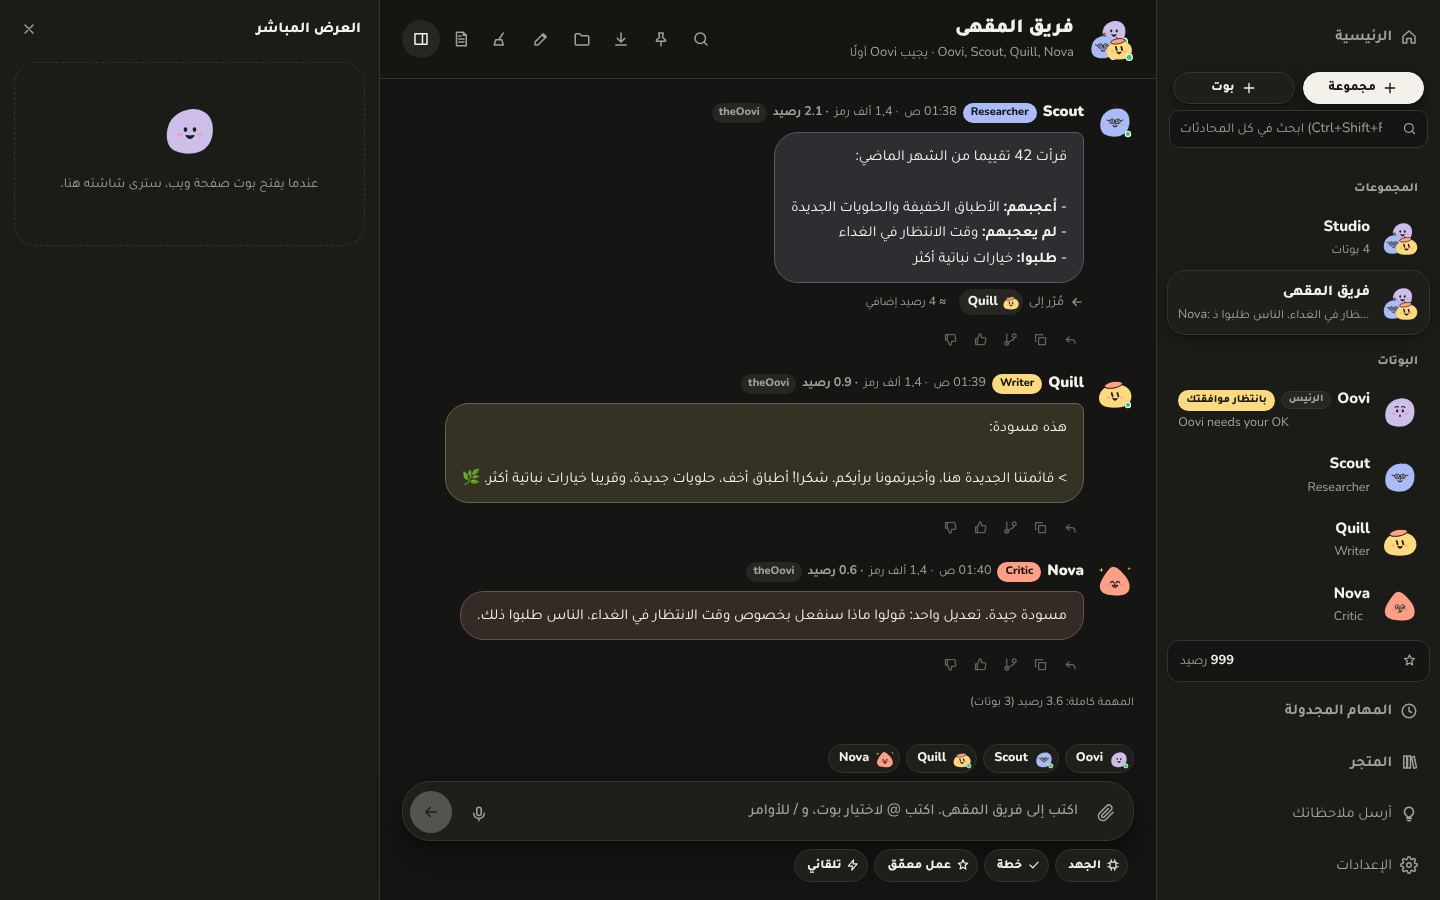 الرئيسية
مجموعة
بوت
ابحث في كل المحادثات (Ctrl+Shift+F
المجموعات
Studio
4 بوتات
فريق المقهى
Nova: ...ظار في الغداء. الناس طلبوا ذ
البوتات
Oovi الرئيس بانتظار موافقتك
Oovi needs your OK
Scout
Researcher
Quill
Writer
Nova
Critic
999 رصيد
المهام المجدولة
المتجر
أرسل ملاحظاتك
الإعدادات
فريق المقهى
يجيب Oovi أولًا · Oovi, Scout, Quill, Nova
Scout Researcher 01:38 ص · 1,4 ألف رمز · 2.1 رصيد theOovi
قرأت 42 تقييما من الشهر الماضي:
- أعجبهم: الأطباق الخفيفة والحلويات الجديدة
- لم يعجبهم: وقت الانتظار في الغداء
- طلبوا: خيارات نباتية أكثر
← مُرّر إلى Quill ≈ 4 رصيد إضافي
Quill Writer 01:39 ص · 1,4 ألف رمز · 0.9 رصيد theOovi
هذه مسودة:
> قائمتنا الجديدة هنا، وأخبرتمونا برأيكم. شكرا! أطباق أخف، حلويات جديدة، وقريبا خيارات نباتية أكثر. 🌿
Nova Critic 01:40 ص · 1,4 ألف رمز · 0.6 رصيد theOovi
مسودة جيدة. تعديل واحد: قولوا ماذا سنفعل بخصوص وقت الانتظار في الغداء. الناس طلبوا ذلك.
المهمة كاملة: 3.6 رصيد (3 بوتات)
Oovi
Scout
Quill
Nova
اكتب إلى فريق المقهى. اكتب @ لاختيار بوت، و / للأوامر
الجهد
خطة
عمل معمّق
تلقائي
العرض المباشر
عندما يفتح بوت صفحة ويب، سترى شاشته هنا.